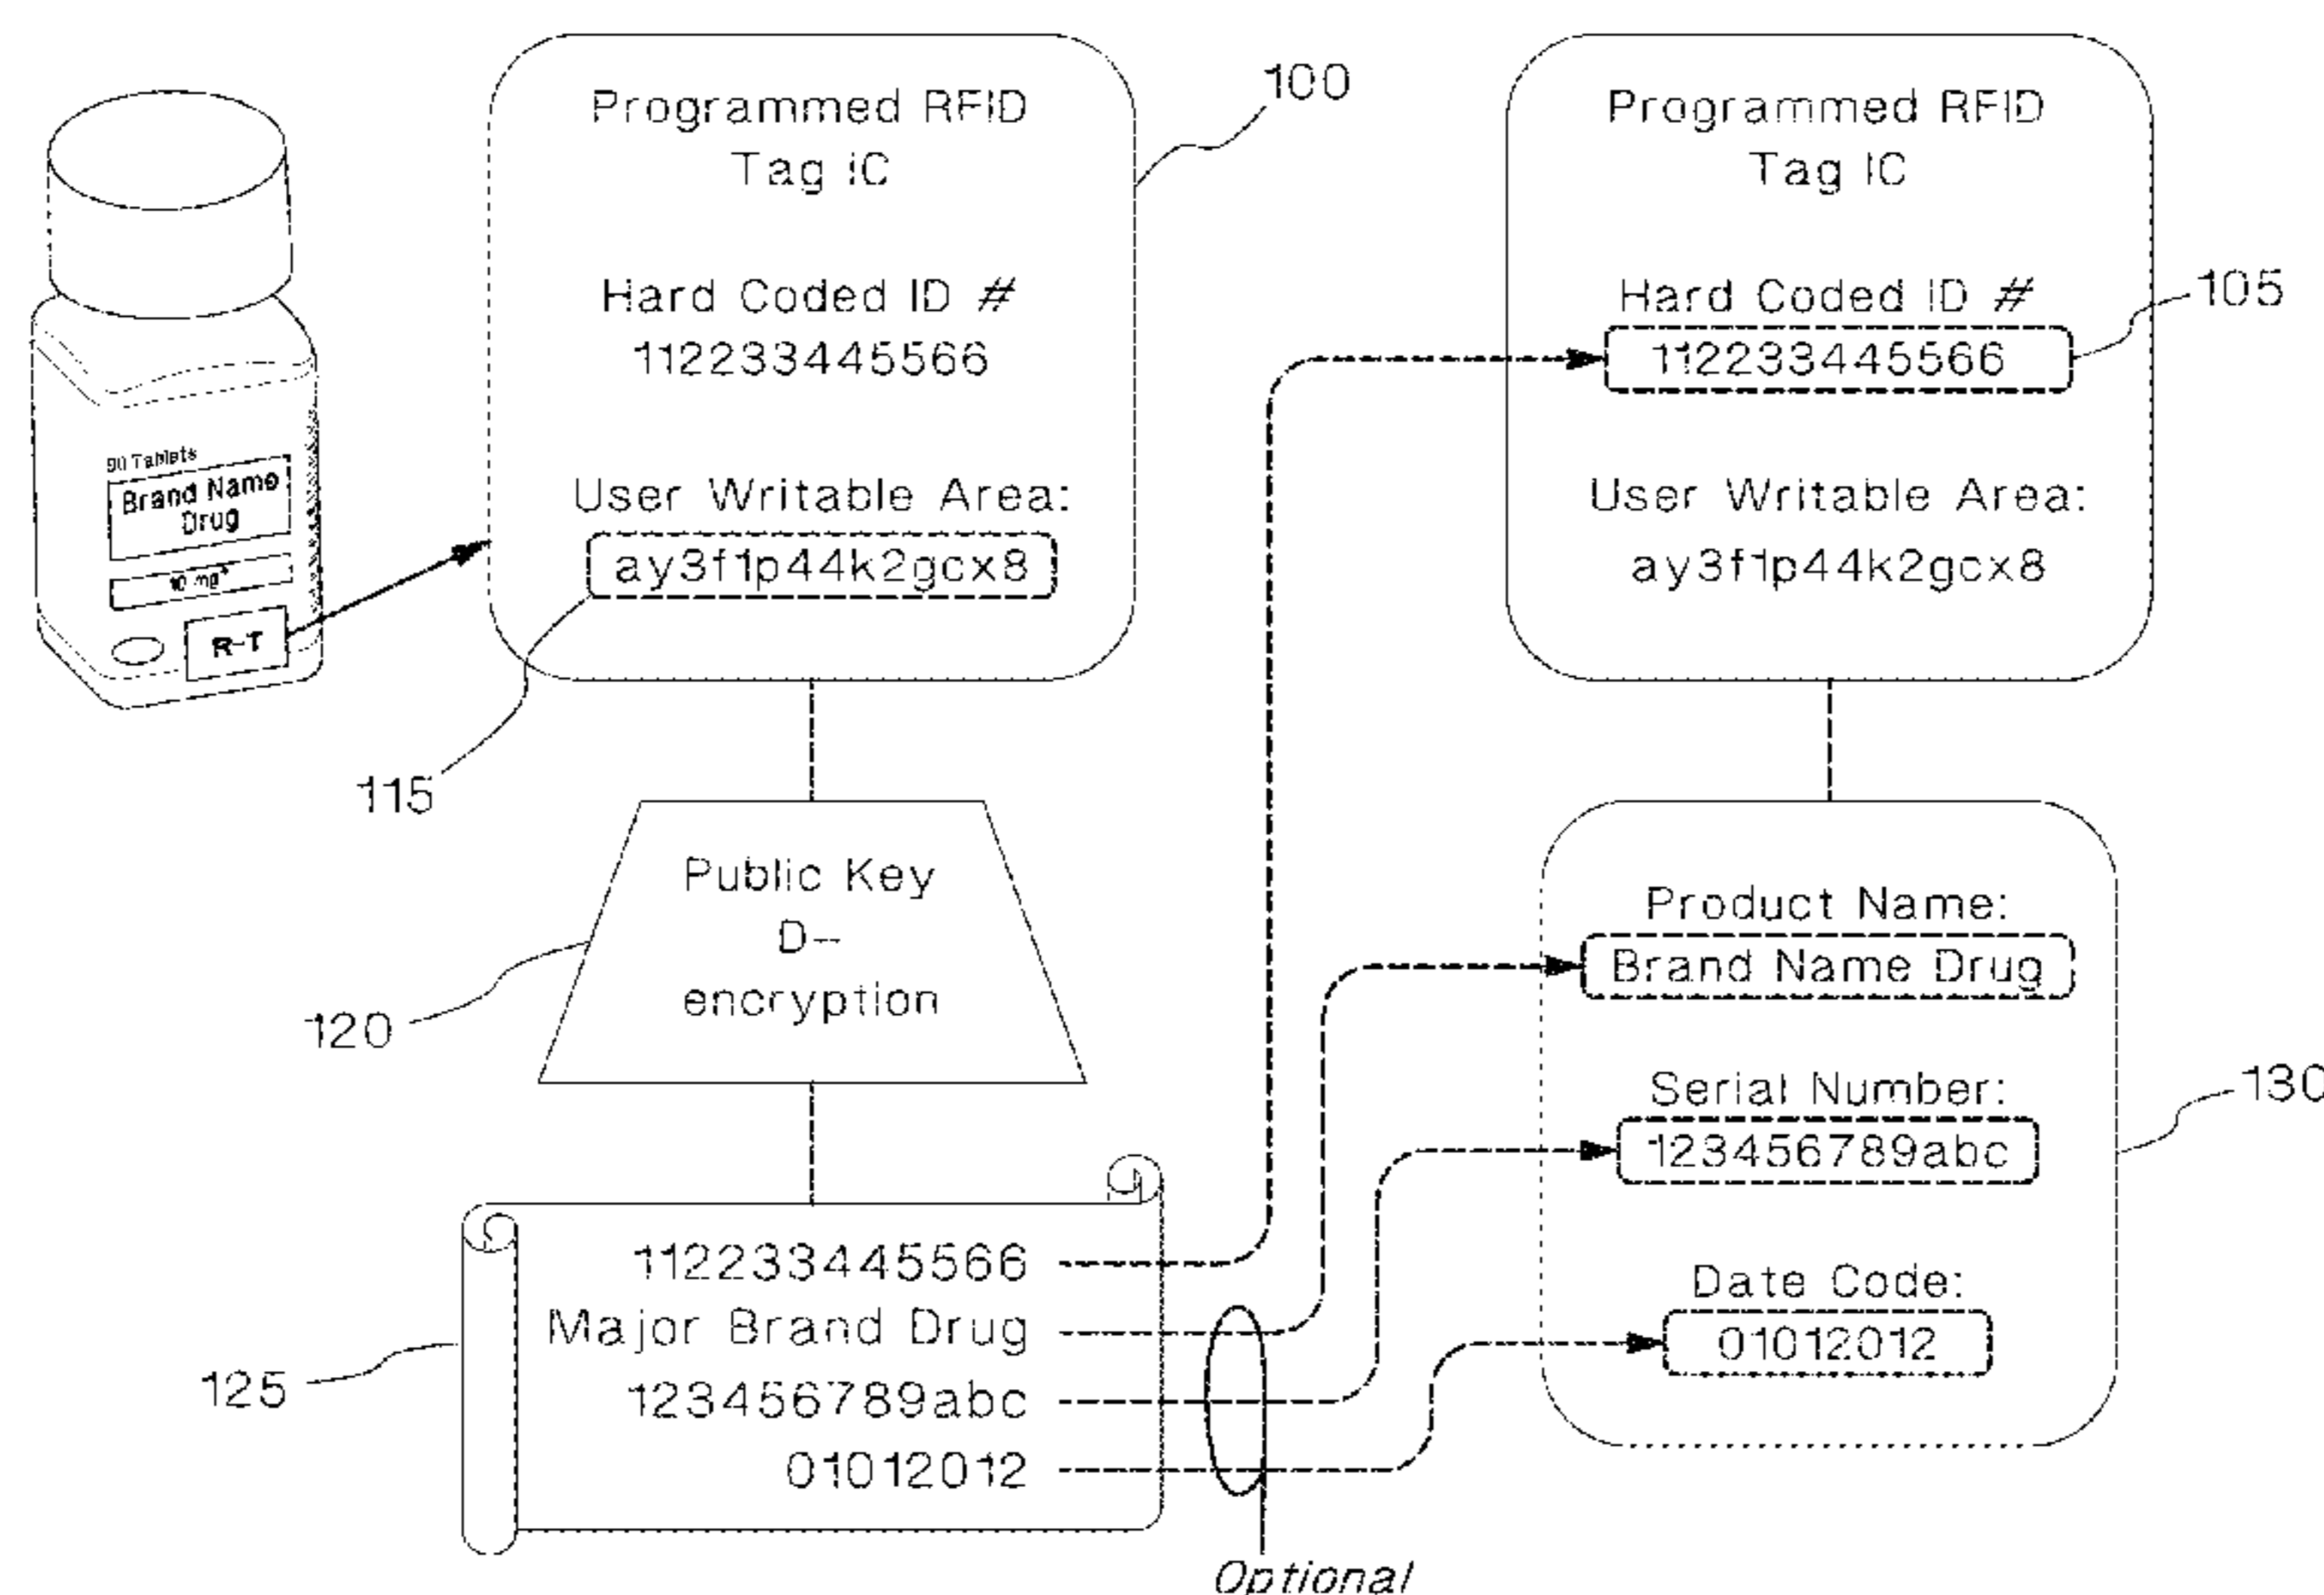 90 Tablets
Brand Name
Drug
10 mg*
R-T
Programmed RFID
Tag IC
Hard Coded ID #
112233445566
User Writable Area:
ay3f1p44k2gcx8
100
115
Programmed RFID
Tag IC
Hard Coded ID #
112233445566
User Writable Area:
ay3f1p44k2gcx8
105
Public Key
D--
encryption
120
112233445566
Major Brand Drug
123456789abc
01012012
125
Optional
Product Name:
Brand Name Drug
Serial Number:
123456789abc
Date Code:
01012012
130